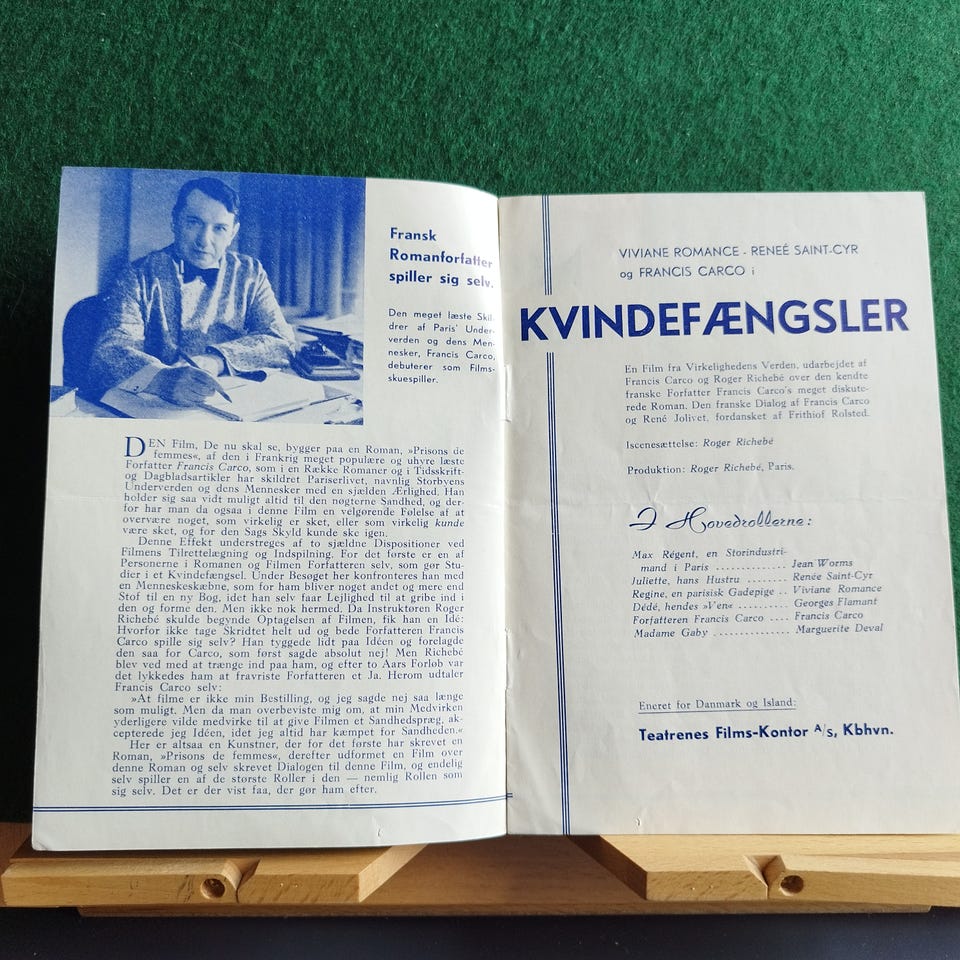 Fransk
Romanforfatter
spiller sig selv.
Den meget læste Skil-
drer af Paris' Under-
verden og dens Men-
nesker, Francis Carco,
debuterer som Films-
skuespiller.
DEN Film, De nu skal se, bygger paa en Roman, »Prisons de
femmes«, af den i Frankrig meget populære og uhyre læste
Forfatter Francis Carco, som i en Række Romaner og i Tidsskrift-
og Dagbladsartikler har skildret Pariserlivet, navnlig Storbyens
Underverden og dens Mennesker med en sjælden Ærlighed. Han
holder sig saa vidt muligt altid til den nøgterne Sandhed, og der-
for har man da ogsaa i denne Film en velgørende Følelse af at
overvære noget, som virkelig er sket, eller som virkelig kunde
være sket, og for den Sags Skyld kunde ske igen.
Denne Effekt understreges af to sjældne Dispositioner ved
Filmens Tilrettelægning og Indspilning. For det første er en af
Personerne i Romanen og Filmen Forfatteren selv, som gør Stu-
dier i et Kvindefængsel. Under Besøget her konfronteres han med
en Menneskeskæbne, som for ham bliver noget andet og mere end
Stof til en ny Bog, idet han selv faar Lejlighed til at gribe ind i
den og forme den. Men ikke nok hermed. Da Instruktøren Roger
Richebé skulde begynde Optagelsen af Filmen, fik han en Idé:
Hvorfor ikke tage Skridtet helt ud og bede Forfatteren Francis
Carco spille sig selv? Han tyggede lidt paa Idéen og forelagde
den saa for Carco, som først sagde absolut nej! Men Richebé
blev ved med at trænge ind paa ham, og efter to Aars Forløb var
det lykkedes ham at fravriste Forfatteren et Ja. Herom udtaler
Francis Carco selv:
»At filme er ikke min Bestilling, og jeg sagde nej saa længe
som muligt. Men da man overbeviste mig om, at min Medvirken
yderligere vilde medvirke til at give Filmen et Sandhedspræg, ak-
cepterede jeg Idéen, idet jeg altid har kæmpet for Sandheden.«
Her er altsaa en Kunstner, der for det første har skrevet en
Roman, »Prisons de femmes«, derefter udformet en Film over
denne Roman og selv skrevet Dialogen til denne Film, og endelig
selv spiller en af de største Roller i den — nemlig Rollen som
sig selv. Det er der vist faa, der gør ham efter.
VIVIANE ROMANCE - RENEÉ SAINT-CYR
og FRANCIS CARCO i
KVINDEFÆNGSLER
En Film fra Virkelighedens Verden, udarbejdet af
Francis Carco og Roger Richebé over den kendte
franske Forfatter Francis Carco's meget diskute-
rede Roman. Den franske Dialog af Francis Carco
og René Jolivet, fordansket af Frithiof Rolsted.
Iscenesættelse: Roger Richebé
Produktion: Roger Richebé, Paris.
I Hovedrollerne:
Max Régent, en Storindustri-
mand i Paris .............. Jean Worms
Juliette, hans Hustru ........ Renée Saint-Cyr
Regine, en parisisk Gadepige .. Viviane Romance
Dédé, hendes »Ven« .......... Georges Flamant
Forfatteren Francis Carco .... Francis Carco
Madame Gaby ............... Marguerite Deval
Eneret for Danmark og Island:
Teatrenes Films-Kontor A/s, Kbhvn.